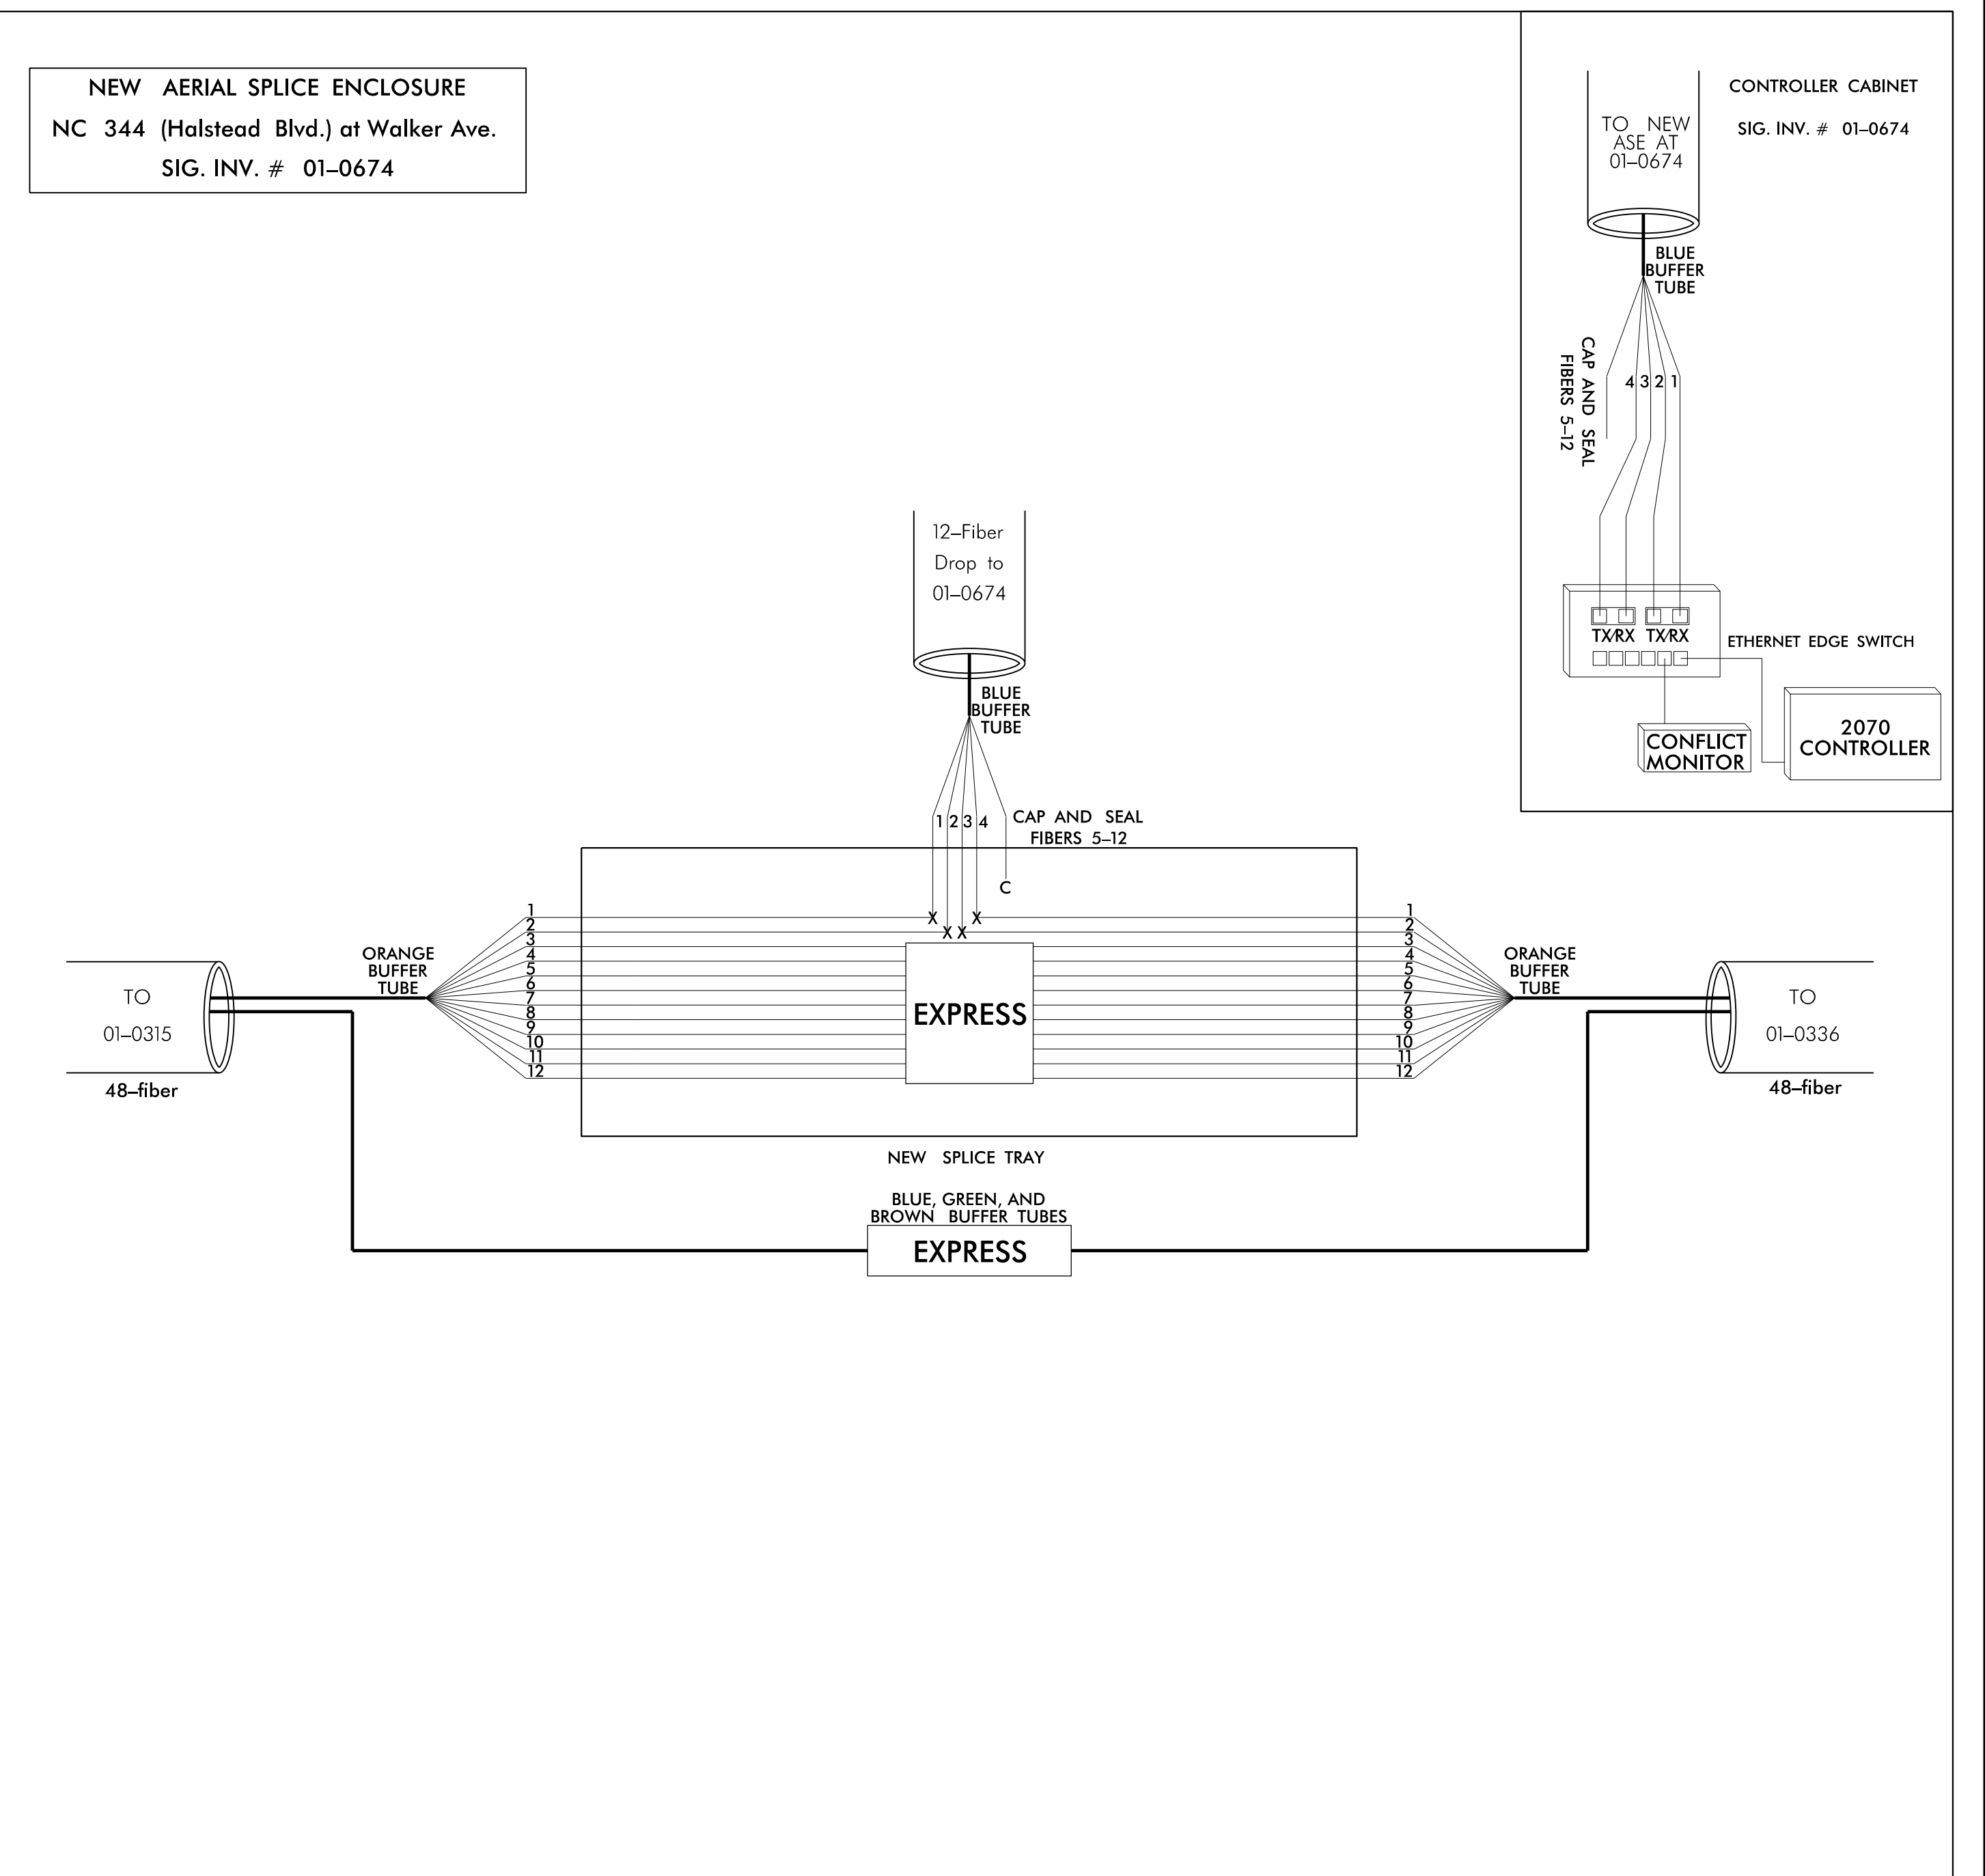 NEW AERIAL SPLICE ENCLOSURE
NC 344 (Halstead Blvd.) at Walker Ave.
SIG. INV. # 01–0674
CONTROLLER CABINET
SIG. INV. # 01–0674
TO NEW
ASE AT
01–0674
BLUE
BUFFER
TUBE
CAP AND SEAL
FIBERS 5–12
4 3 2 1
TX/RX TX/RX
ETHERNET EDGE SWITCH
CONFLICT
MONITOR
2070
CONTROLLER
12–Fiber
Drop to
01–0674
BLUE
BUFFER
TUBE
1 2 3 4
CAP AND SEAL
FIBERS 5–12
C
X X
X X
TO
01–0315
48–fiber
ORANGE
BUFFER
TUBE
1
2
3
4
5
6
7
8
9
10
11
12
EXPRESS
1
2
3
4
5
6
7
8
9
10
11
12
ORANGE
BUFFER
TUBE
TO
01–0336
48–fiber
NEW SPLICE TRAY
BLUE, GREEN, AND
BROWN BUFFER TUBES
EXPRESS